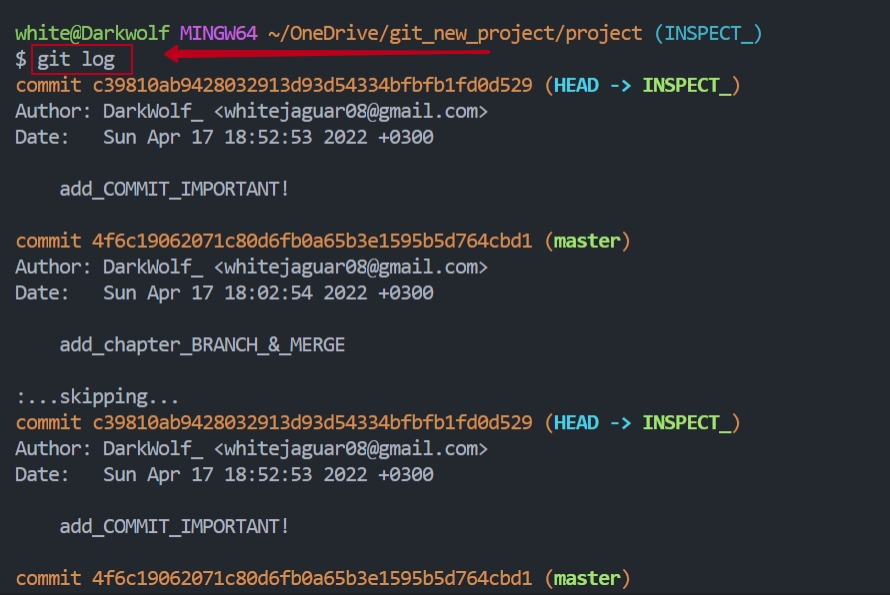 white@Darkwolf MINGW64 ~/OneDrive/git_new_project/project (INSPECT_)
$ git log
commit c39810ab9428032913d93d54334bfbfb1fd0d529 (HEAD -> INSPECT_)
Author: DarkWolf_ <whitejaguar08@gmail.com>
Date:   Sun Apr 17 18:52:53 2022 +0300
    add_COMMIT_IMPORTANT!
commit 4f6c19062071c80d6fb0a65b3e1595b5d764cbd1 (master)
Author: DarkWolf_ <whitejaguar08@gmail.com>
Date:   Sun Apr 17 18:02:54 2022 +0300
    add_chapter_BRANCH_&_MERGE
:...skipping...
commit c39810ab9428032913d93d54334bfbfb1fd0d529 (HEAD -> INSPECT_)
Author: DarkWolf_ <whitejaguar08@gmail.com>
Date:   Sun Apr 17 18:52:53 2022 +0300
    add_COMMIT_IMPORTANT!
commit 4f6c19062071c80d6fb0a65b3e1595b5d764cbd1 (master)